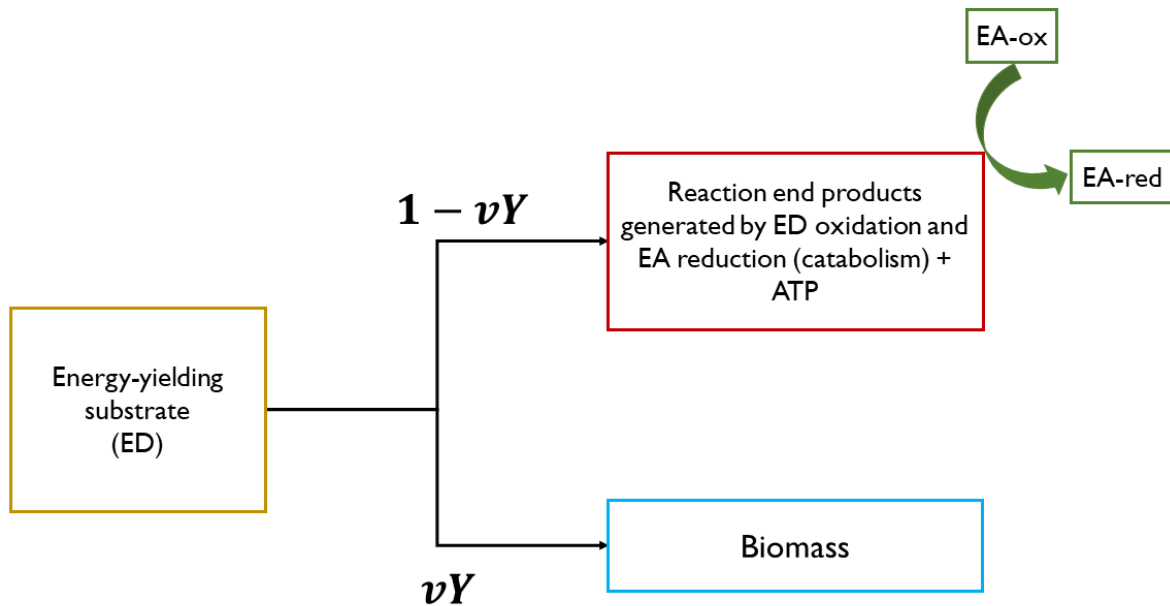 EA-ox
EA-red
Reaction end products
generated by ED oxidation and
EA reduction (catabolism) +
ATP
1 − vY
Energy-yielding
substrate
(ED)
Biomass
vY